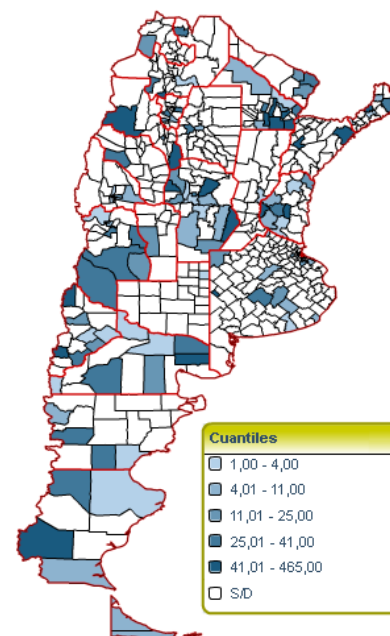 Cuantiles
1,00 - 4,00
4,01 - 11,00
11,01 - 25,00
25,01 - 41,00
41,01 - 465,00
S/D